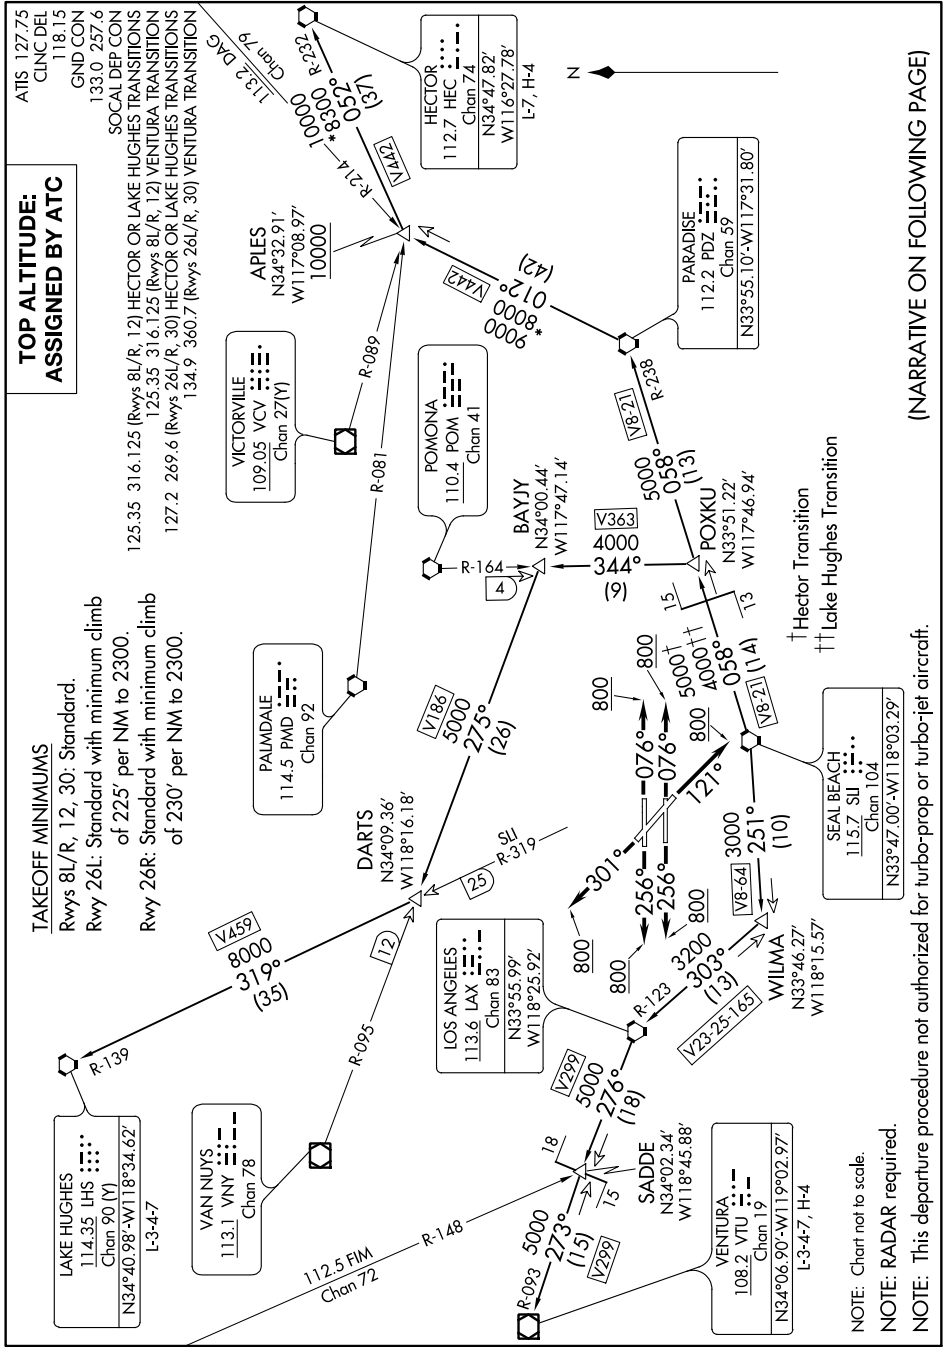 ATIS 127.75
CLNC DEL
118.15
GND CON
133.0 257.6
SOCAL DEP CON
125.35 316.125 (Rwys 8L/R, 12) HECTOR OR LAKE HUGHES TRANSITIONS
125.35 316.125 (Rwys 8L/R, 12) VENTURA TRANSITION
127.2 269.6 (Rwys 26L/R, 30) HECTOR OR LAKE HUGHES TRANSITIONS
134.9 360.7 (Rwys 26L/R, 30) VENTURA TRANSITION
TOP ALTITUDE:
ASSIGNED BY ATC
TAKEOFF MINIMUMS
Rwys 8L/R, 12, 30: Standard.
Rwy 26L: Standard with minimum climb
of 225' per NM to 2300.
Rwy 26R: Standard with minimum climb
of 230' per NM to 2300.
LAKE HUGHES
114.35 LHS
Chan 90 (Y)
N34°40.98'-W118°34.62'
L-3-4-7
R-139
V459
8000
319°
(35)
VAN NUYS
113.1 VNY
Chan 78
R-095
12
DARTS
N34°09.36'
W118°16.18'
25
SLI
R-319
PALMDALE
114.5 PMD
Chan 92
R-081
VICTORVILLE
109.05 VCV
Chan 27(Y)
R-089
POMONA
110.4 POM
Chan 41
R-164
4
BAYJY
N34°00.44'
W117°47.14'
V186
5000
275°
(26)
V363
4000
344°
(9)
APLES
N34°32.91'
W117°08.97'
10000
113.2 DAG
Chan 79
R-214
10000
*8300
052°
(37)
R-232
V442
HECTOR
112.7 HEC
Chan 74
N34°47.82'
W116°27.78'
L-7, H-4
N
V442
9000
*8000
012°
(42)
PARADISE
112.2 PDZ
Chan 59
N33°55.10'-W117°31.80'
V8-21
R-238
5000
058°
(13)
POXKU
N33°51.22'
W117°46.94'
15
13
5000†
4000††
058°
(14)
V8-21
†Hector Transition
††Lake Hughes Transition
SEAL BEACH
115.7 SLI
Chan 104
N33°47.00'-W118°03.29'
800
800
800
076°
076°
121°
301°
256°
256°
800
800
800
V8-64
3000
251°
(10)
WILMA
N33°46.27'
W118°15.57'
3200
303°
(13)
R-123
V23-25-165
LOS ANGELES
113.6 LAX
Chan 83
N33°55.99'
W118°25.92'
V299
5000
276°
(18)
18
15
SADDE
N34°02.34'
W118°45.88'
112.5 FIM
Chan 72
R-148
5000
273°
(15)
V299
R-093
VENTURA
108.2 VTU
Chan 19
N34°06.90'-W119°02.97'
L-3-4-7, H-4
NOTE: Chart not to scale.
NOTE: RADAR required.
NOTE: This departure procedure not authorized for turbo-prop or turbo-jet aircraft.
(NARRATIVE ON FOLLOWING PAGE)